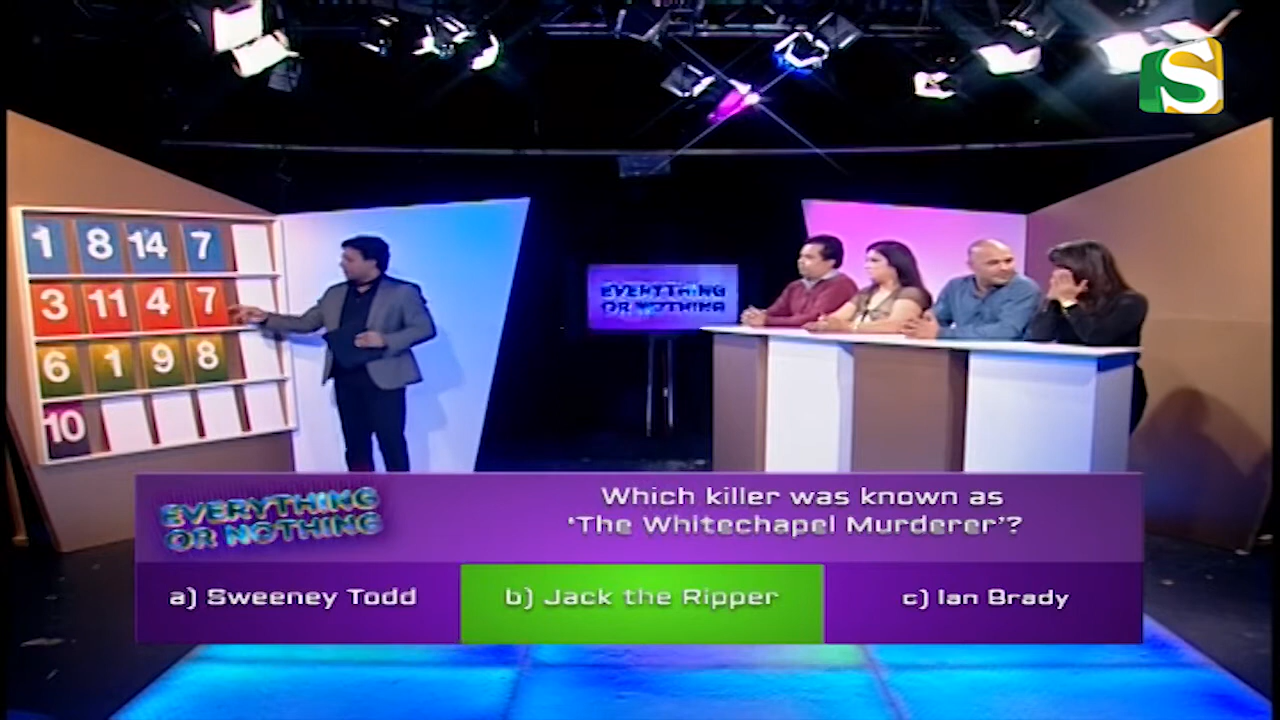 S
1 8 14 7
3 11 4 7
6 1 9 8
10
EVERYTHING
OR NOTHING
EVERYTHING
OR NOTHING
Which killer was known as
'The Whitechapel Murderer'?
a) Sweeney Todd
b) Jack the Ripper
c) Ian Brady